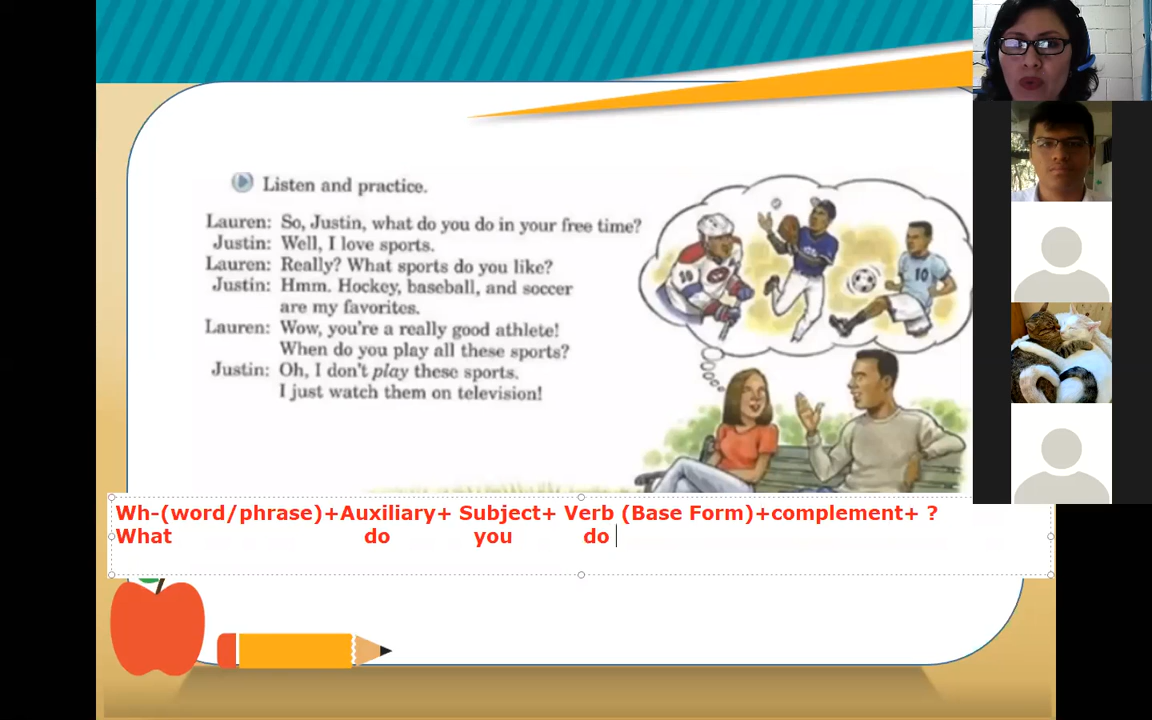 Listen and practice.
Lauren: So, Justin, what do you do in your free time?
Justin: Well, I love sports.
Lauren: Really? What sports do you like?
Justin: Hmm. Hockey, baseball, and soccer
are my favorites.
Lauren: Wow, you're a really good athlete!
When do you play all these sports?
Justin: Oh, I don't play these sports.
I just watch them on television!
10
10
Wh-(word/phrase)+Auxiliary+ Subject+ Verb (Base Form)+complement+ ?
What do you do